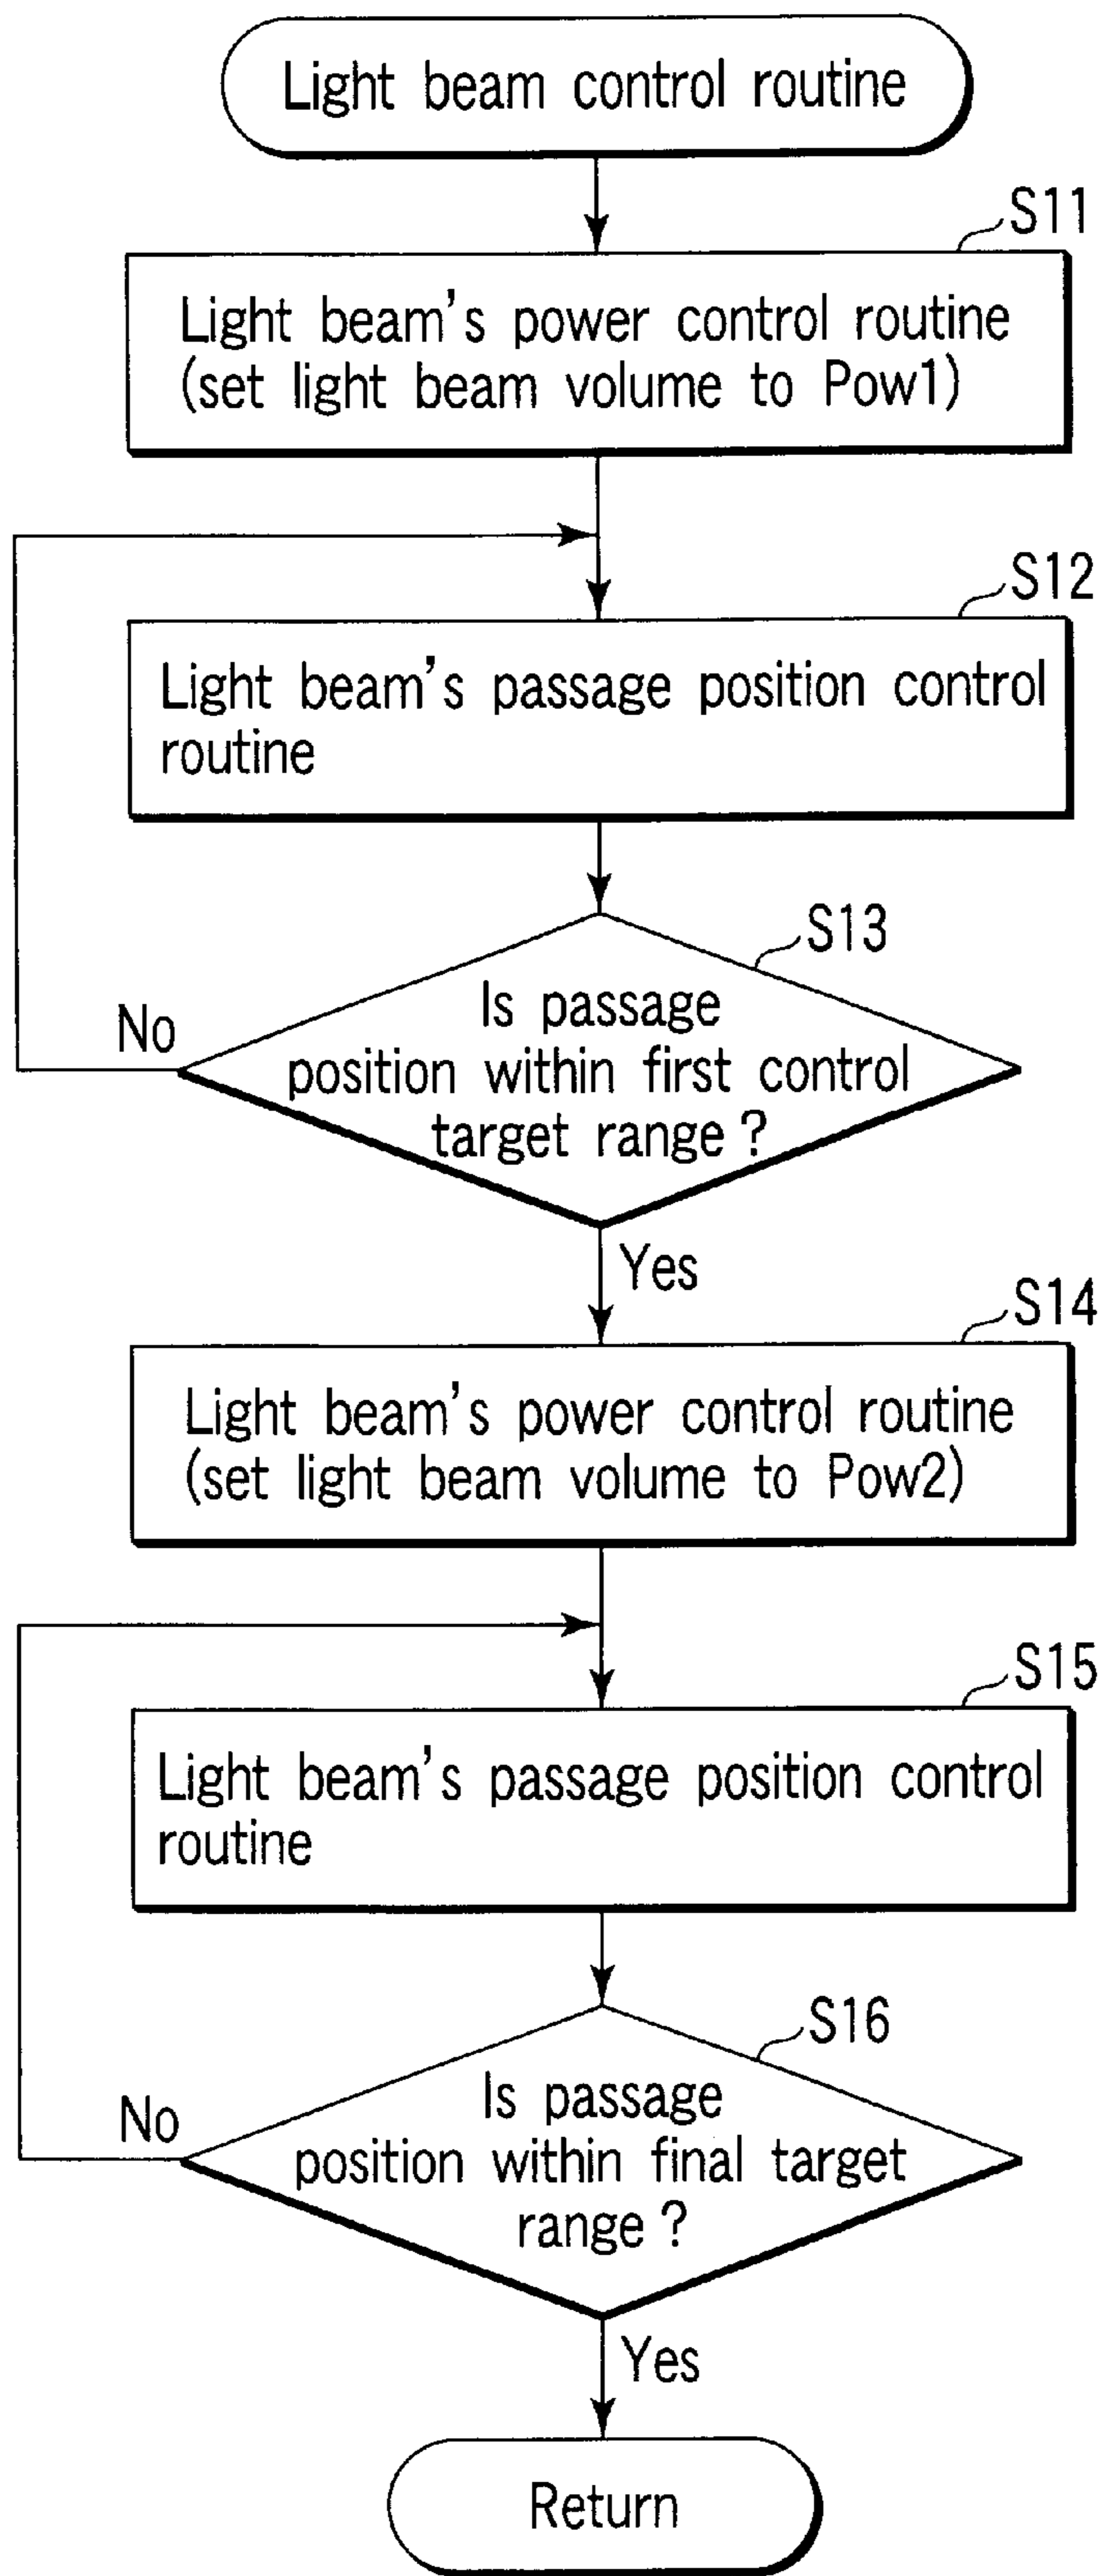 Light beam control routine
S11
Light beam's power control routine
(set light beam volume to Pow1)
S12
Light beam's passage position control
routine
S13
Is passage
position within first control
target range ?
No
Yes
S14
Light beam's power control routine
(set light beam volume to Pow2)
S15
Light beam's passage position control
routine
S16
Is passage
position within final target
range ?
No
Yes
Return